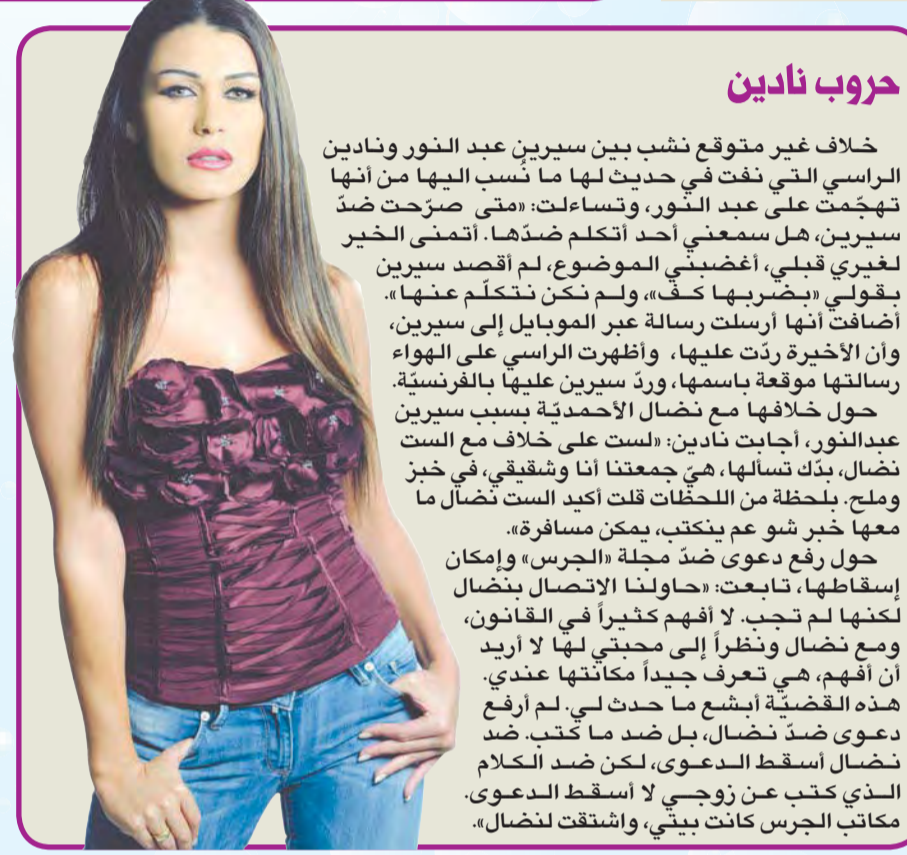 حروب نادين
خلاف غير متوقع نشب بين سيرين عبد النور ونادين
الراسي التي نفت في حديث لها ما نُسب اليها من أنها
تهجّمت على عبد النور، وتساءلت: «متى صرّحت ضدّ
سيرين، هل سمعني أحد أتكلم ضدّها. أتمنى الخير
لغيري قبلي، أغضبني الموضوع، لم أقصد سيرين
بقولي «بضربها كف»، ولم نكن نتكلّم عنها».
أضافت أنها أرسلت رسالة عبر الموبايل إلى سيرين،
وأن الأخيرة ردّت عليها، وأظهرت الراسي على الهواء
رسالتها موقعة باسمها، وردّ سيرين عليها بالفرنسيّة.
حول خلافها مع نضال الأحمديّة بسبب سيرين
عبدالنور، أجابت نادين: «لست على خلاف مع الست
نضال، بدّك تسألها، هيّ جمعتنا أنا وشقيقي، في خبز
وملح. بلحظة من اللحظات قلت أكيد الست نضال ما
معها خبر شو عم ينكتب، يمكن مسافرة».
حول رفع دعوى ضدّ مجلة «الجرس» وإمكان
إسقاطها، تابعت: «حاولنا الاتصال بنضال
لكنها لم تجب. لا أفهم كثيراً في القانون،
ومع نضال ونظراً إلى محبتي لها لا أريد
أن أفهم، هي تعرف جيداً مكانتها عندي.
هذه القضيّة أبشع ما حدث لي. لم أرفع
دعوى ضدّ نضال، بل ضد ما كتب. ضد
نضال أسقط الدعوى، لكن ضد الكلام
الذي كتب عن زوجي لا أسقط الدعوى.
مكاتب الجرس كانت بيتي، واشتقت لنضال».